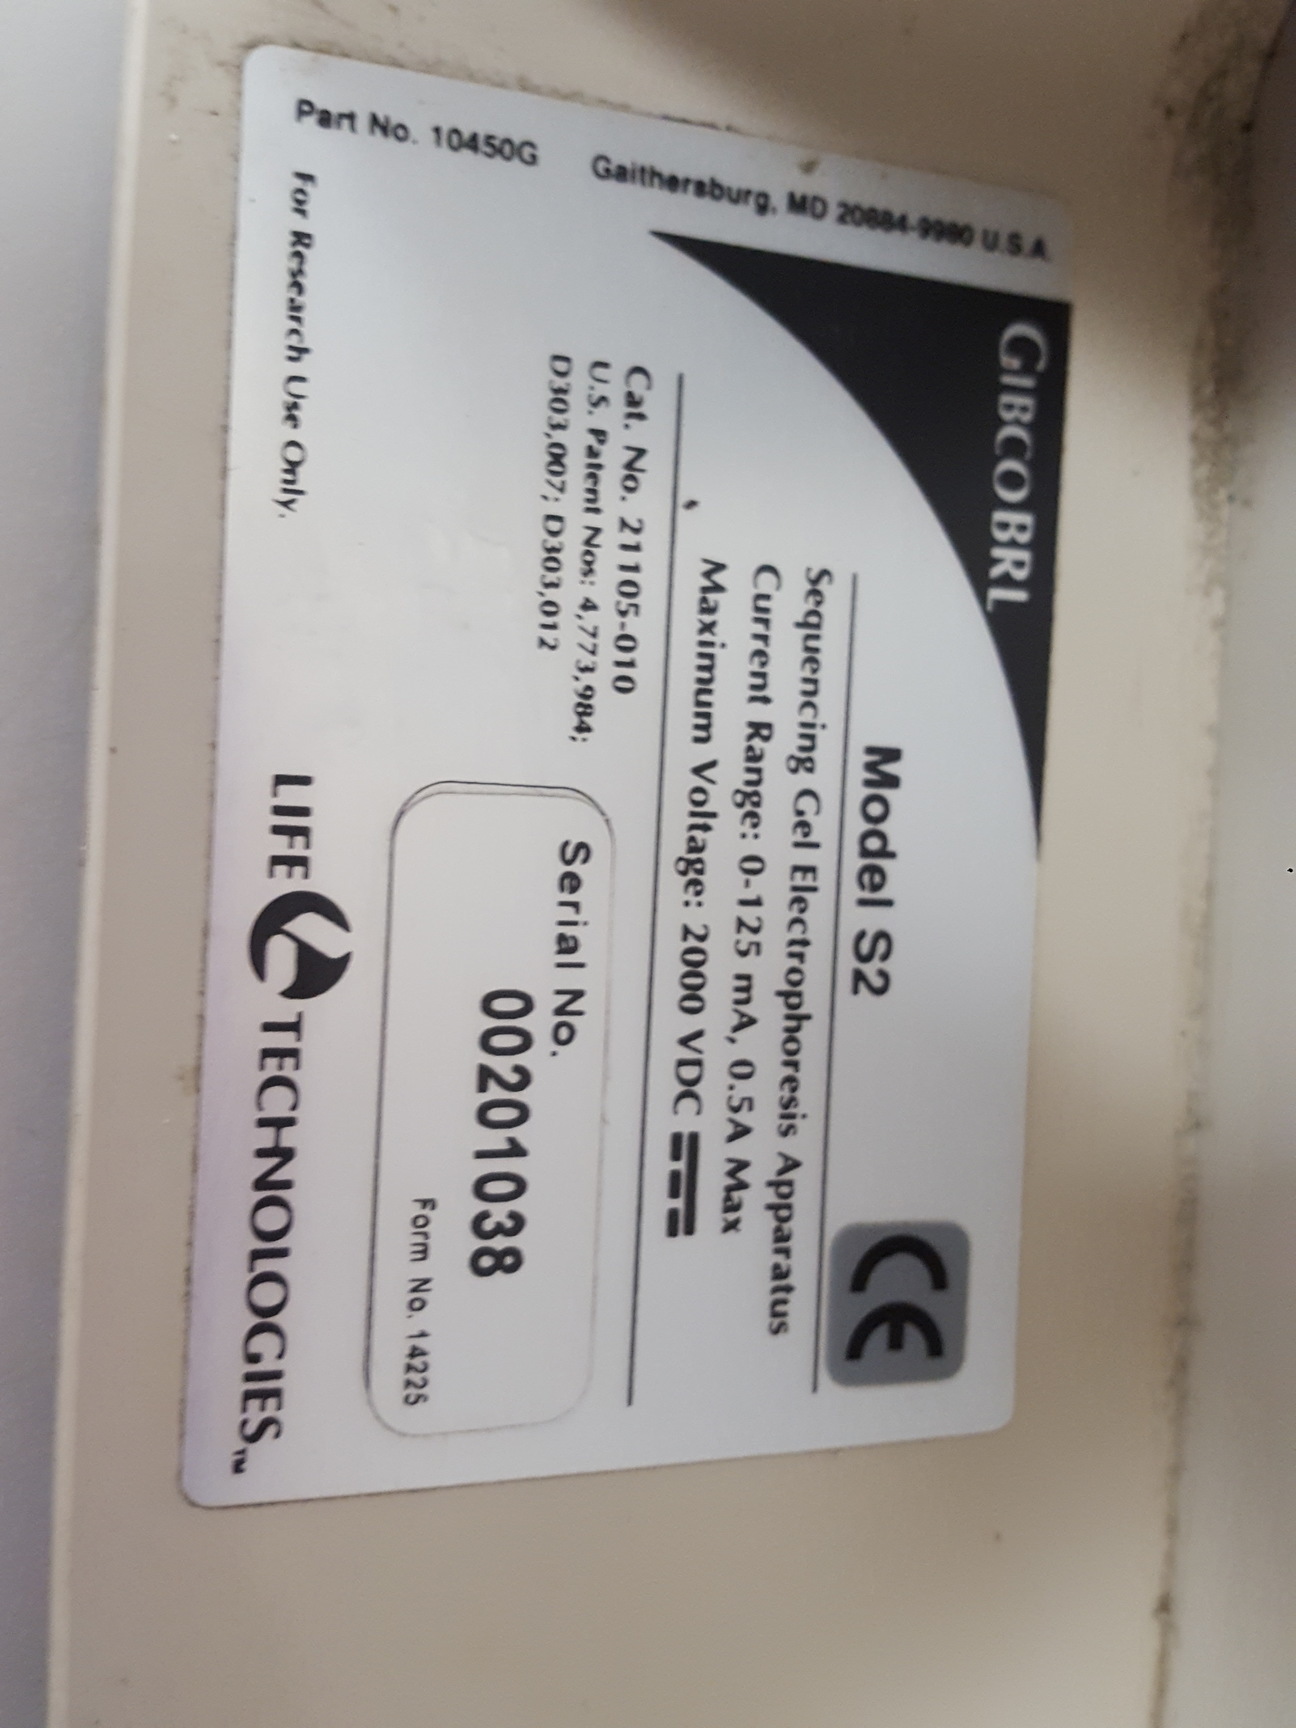 GIBCOBRL
Model S2
CE
Sequencing Gel Electrophoresis Apparatus
Current Range: 0-125 mA, 0.5A Max
Maximum Voltage: 2000 VDC
Cat. No. 21105-010
U.S. Patent Nos: 4,773,984;
D303,007; D303,012
Serial No.
00201038
Form No. 14225
For Research Use Only.
LIFE TECHNOLOGIES™
Part No. 10450G
Gaithersburg, MD 20884-9980 U.S.A.